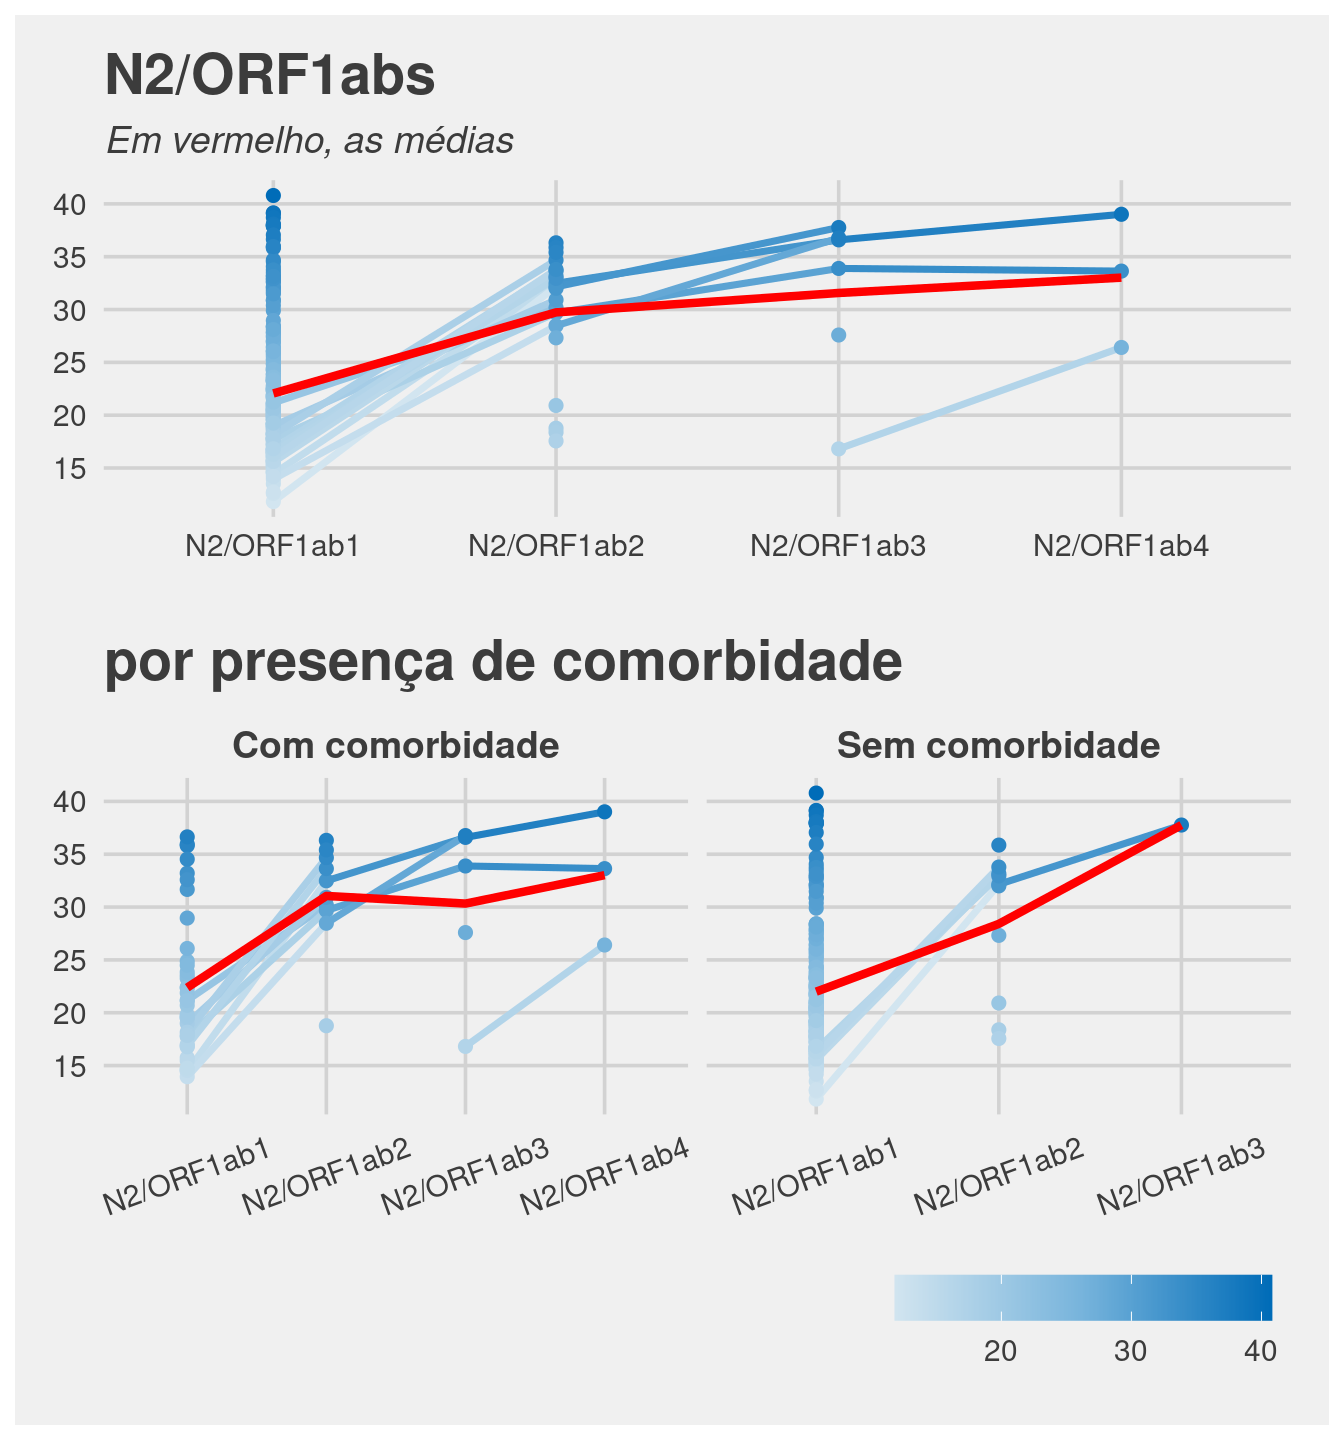 N2/ORF1abs
Em vermelho, as médias
40
35
30
25
20
15
N2/ORF1ab1 N2/ORF1ab2 N2/ORF1ab3 N2/ORF1ab4
por presença de comorbidade
Com comorbidade Sem comorbidade
40
35
30
25
20
15
N2/ORF1ab1 N2/ORF1ab2 N2/ORF1ab3 N2/ORF1ab4 N2/ORF1ab1 N2/ORF1ab2 N2/ORF1ab3
20 30 40